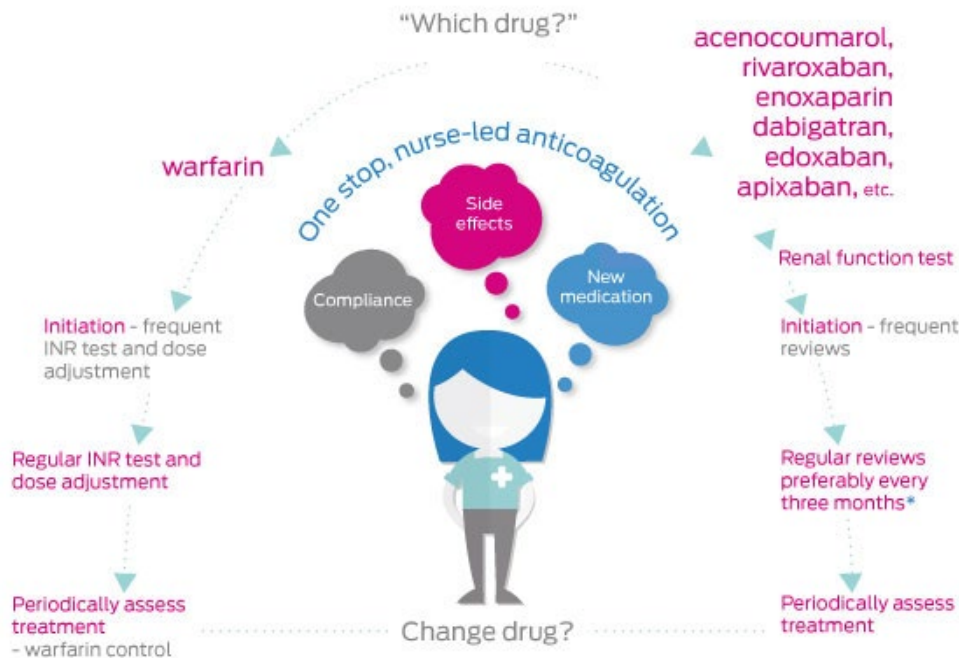 “Which drug?”
acenocoumarol,
rivaroxaban,
enoxaparin
dabigatran,
edoxaban,
apixaban, etc.
warfarin
One stop, nurse-led anticoagulation
Side
effects
Compliance
New
medication
Renal function test
Initiation - frequent
INR test and dose
adjustment
Initiation - frequent
reviews
Regular INR test and
dose adjustment
Regular reviews
preferably every
three months*
Periodically assess
treatment
- warfarin control
Change drug?
Periodically assess
treatment